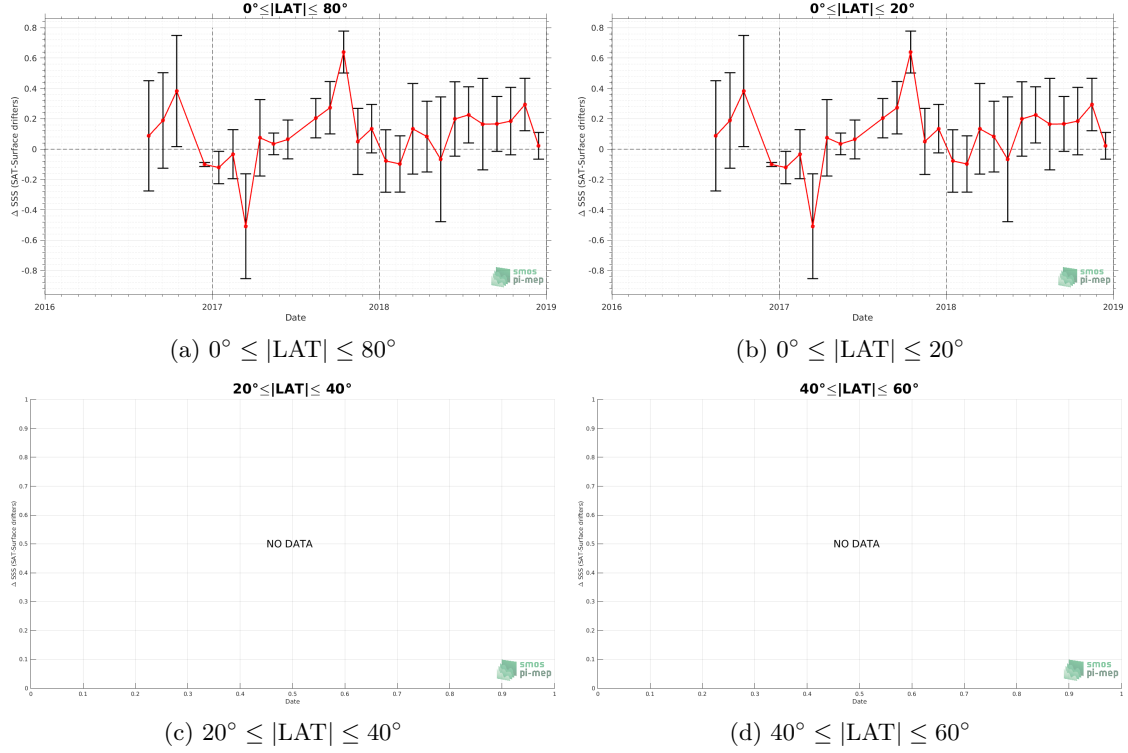 0°≤|LAT|≤ 80°
Δ SSS (SAT-Surface drifters)
0.8
0.6
0.4
0.2
0
-0.2
-0.4
-0.6
-0.8
2016
2017
2018
2019
Date
smos
pi-mep
(a) 0° ≤ |LAT| ≤ 80°
0°≤|LAT|≤ 20°
Δ SSS (SAT-Surface drifters)
0.8
0.6
0.4
0.2
0
-0.2
-0.4
-0.6
-0.8
2016
2017
2018
2019
Date
smos
pi-mep
(b) 0° ≤ |LAT| ≤ 20°
20°≤|LAT|≤ 40°
Δ SSS (SAT-Surface drifters)
1
0.9
0.8
0.7
0.6
0.5
0.4
0.3
0.2
0.1
0
NO DATA
0 0.1 0.2 0.3 0.4 0.5 0.6 0.7 0.8 0.9 1
Date
smos
pi-mep
(c) 20° ≤ |LAT| ≤ 40°
40°≤|LAT|≤ 60°
Δ SSS (SAT-Surface drifters)
1
0.9
0.8
0.7
0.6
0.5
0.4
0.3
0.2
0.1
0
NO DATA
0 0.1 0.2 0.3 0.4 0.5 0.6 0.7 0.8 0.9 1
Date
smos
pi-mep
(d) 40° ≤ |LAT| ≤ 60°